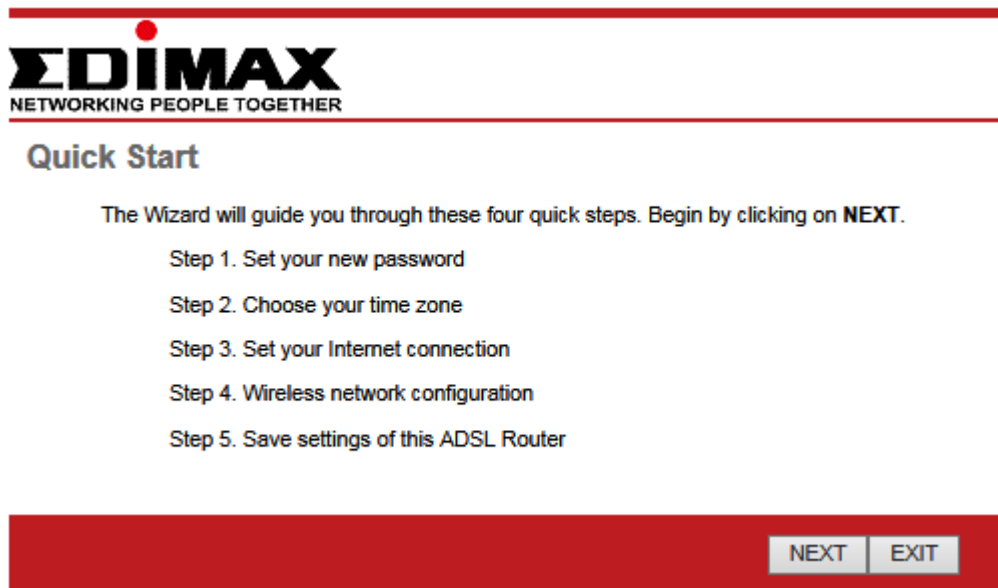 EDIMAX
NETWORKING PEOPLE TOGETHER
Quick Start
The Wizard will guide you through these four quick steps. Begin by clicking on NEXT.
Step 1. Set your new password
Step 2. Choose your time zone
Step 3. Set your Internet connection
Step 4. Wireless network configuration
Step 5. Save settings of this ADSL Router
NEXT EXIT